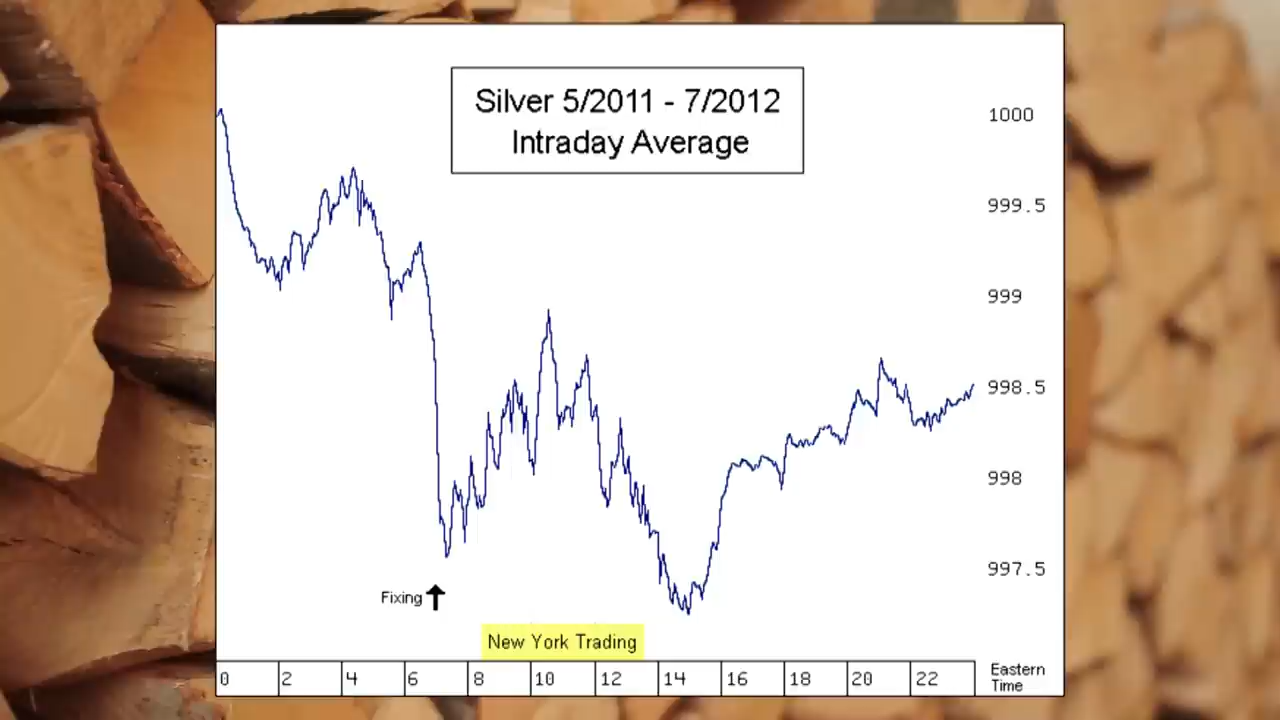 Silver 5/2011 - 7/2012
Intraday Average
1000
999.5
999
998.5
998
997.5
Fixing
New York Trading
0 2 4 6 8 10 12 14 16 18 20 22
Eastern
Time